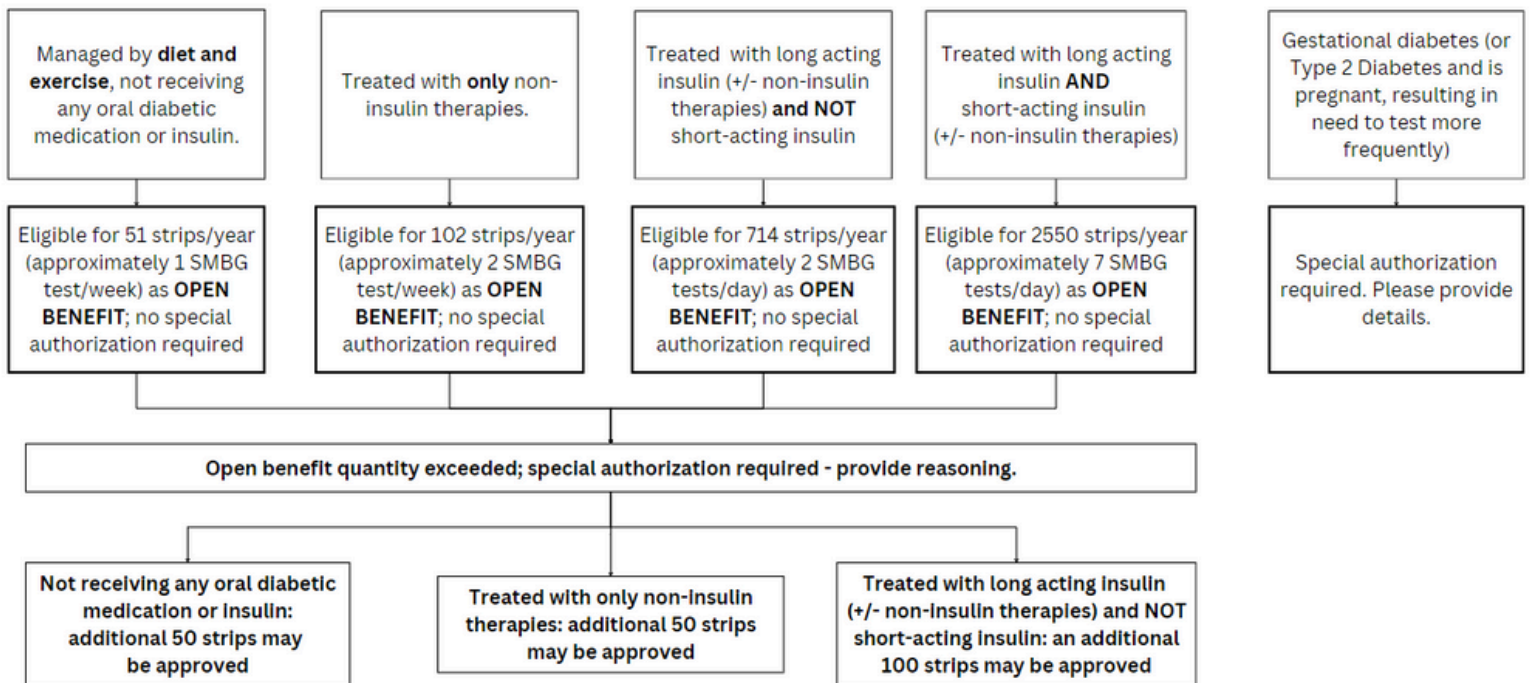 Managed by diet and
exercise, not receiving
any oral diabetic
medication or insulin.
Treated with only non-
insulin therapies.
Treated with long acting
insulin (+/- non-insulin
therapies) and NOT
short-acting insulin
Treated with long acting
insulin AND
short-acting insulin
(+/- non-insulin therapies)
Gestational diabetes (or
Type 2 Diabetes and is
pregnant, resulting in
need to test more
frequently)
Eligible for 51 strips/year
(approximately 1 SMBG
test/week) as OPEN
BENEFIT; no special
authorization required
Eligible for 102 strips/year
(approximately 2 SMBG
test/week) as OPEN
BENEFIT; no special
authorization required
Eligible for 714 strips/year
(approximately 2 SMBG
tests/day) as OPEN
BENEFIT; no special
authorization required
Eligible for 2550 strips/year
(approximately 7 SMBG
tests/day) as OPEN
BENEFIT; no special
authorization required
Special authorization
required. Please provide
details.
Open benefit quantity exceeded; special authorization required - provide reasoning.
Not receiving any oral diabetic
medication or insulin:
additional 50 strips may
be approved
Treated with only non-insulin
therapies: additional 50 strips
may be approved
Treated with long acting insulin
(+/- non-insulin therapies) and NOT
short-acting insulin: an additional
100 strips may be approved